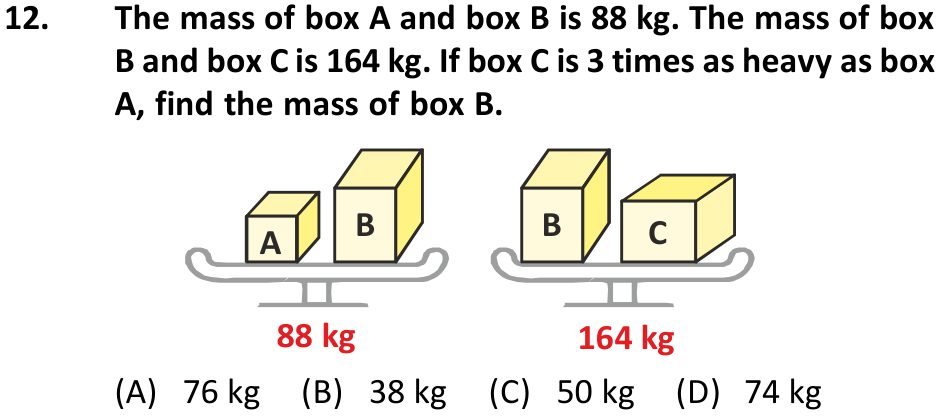 12. The mass of box A and box B is 88 kg. The mass of box
B and box C is 164 kg. If box C is 3 times as heavy as box
A, find the mass of box B.
A B B C
88 kg 164 kg
(A) 76 kg (B) 38 kg (C) 50 kg (D) 74 kg